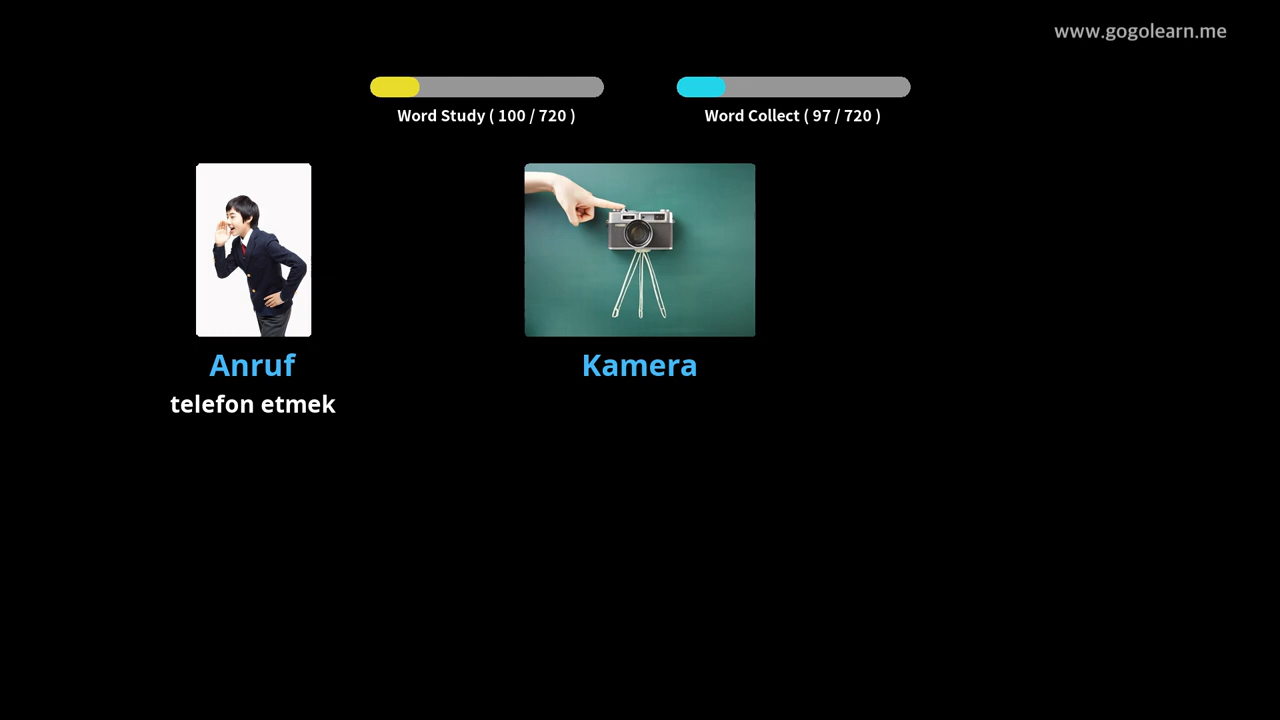 www.gogolearn.me
Word Study ( 100 / 720 )
Word Collect ( 97 / 720 )
Anruf
telefon etmek
Kamera